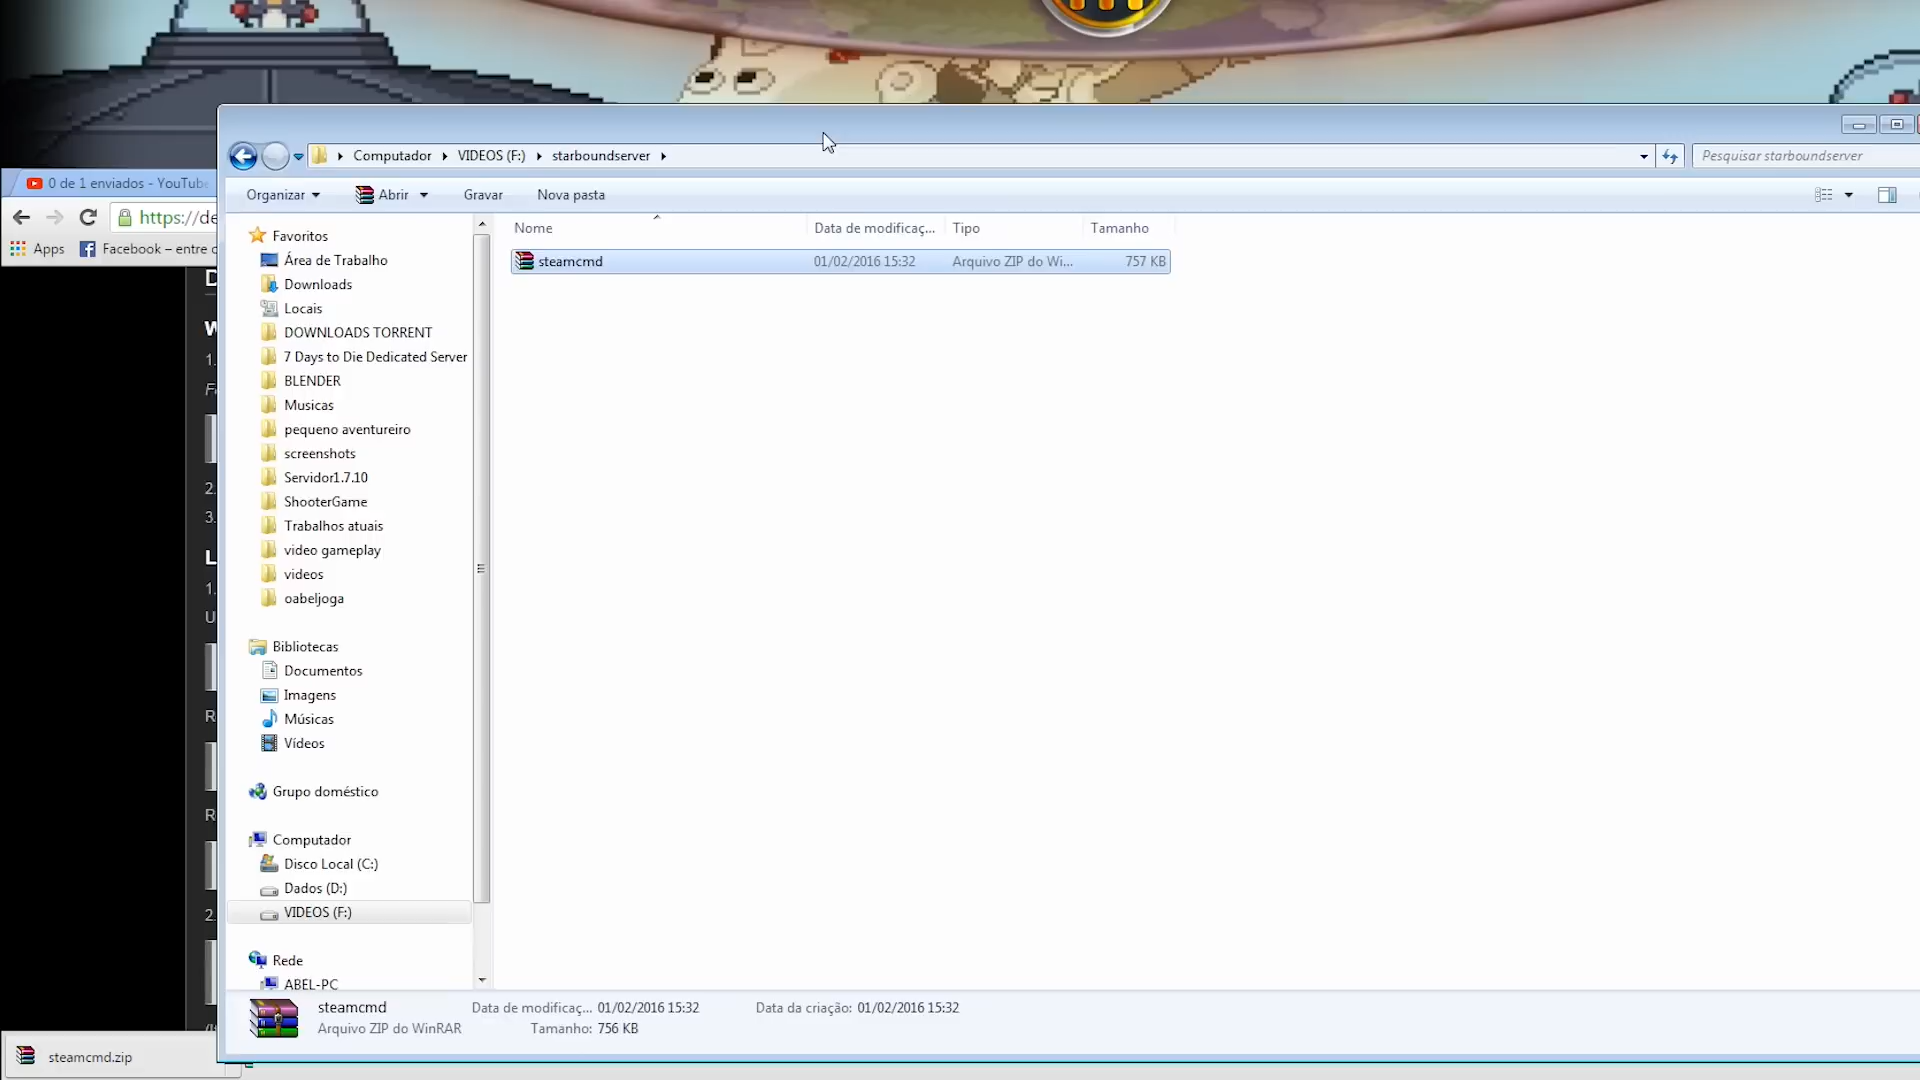 0 de 1 enviados - YouTube
https://de
Apps
Facebook – entre o
Computador
VIDEOS (F:)
starboundserver
Pesquisar starboundserver
Organizar
Abrir
Gravar
Nova pasta
Nome
Data de modificaç...
Tipo
Tamanho
steamcmd
01/02/2016 15:32
Arquivo ZIP do Wi...
757 KB
Favoritos
Área de Trabalho
Downloads
Locais
DOWNLOADS TORRENT
7 Days to Die Dedicated Server
BLENDER
Musicas
pequeno aventureiro
screenshots
Servidor1.7.10
ShooterGame
Trabalhos atuais
video gameplay
videos
oabeljoga
Bibliotecas
Documentos
Imagens
Músicas
Vídeos
Grupo doméstico
Computador
Disco Local (C:)
Dados (D:)
VIDEOS (F:)
Rede
ABEL-PC
1.
2.
3.
1.
2.
steamcmd
Data de modificaç... 01/02/2016 15:32
Data da criação: 01/02/2016 15:32
Arquivo ZIP do WinRAR
Tamanho: 756 KB
steamcmd.zip